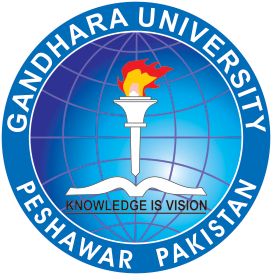 GANDHARA UNIVERSITY
KNOWLEDGE IS VISION
PESHAWAR PAKISTAN